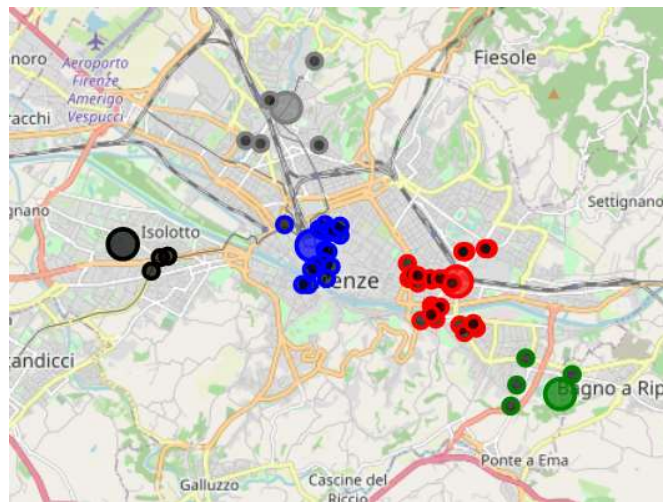 noro
Aeroporto
Firenze
Amerigo
Vespucci
Fiesole
racchi
Settignano
gnano
Isolotto
enze
candicci
Bagno a Rip
Ponte a Ema
Galluzzo
Cascine del
Riccio